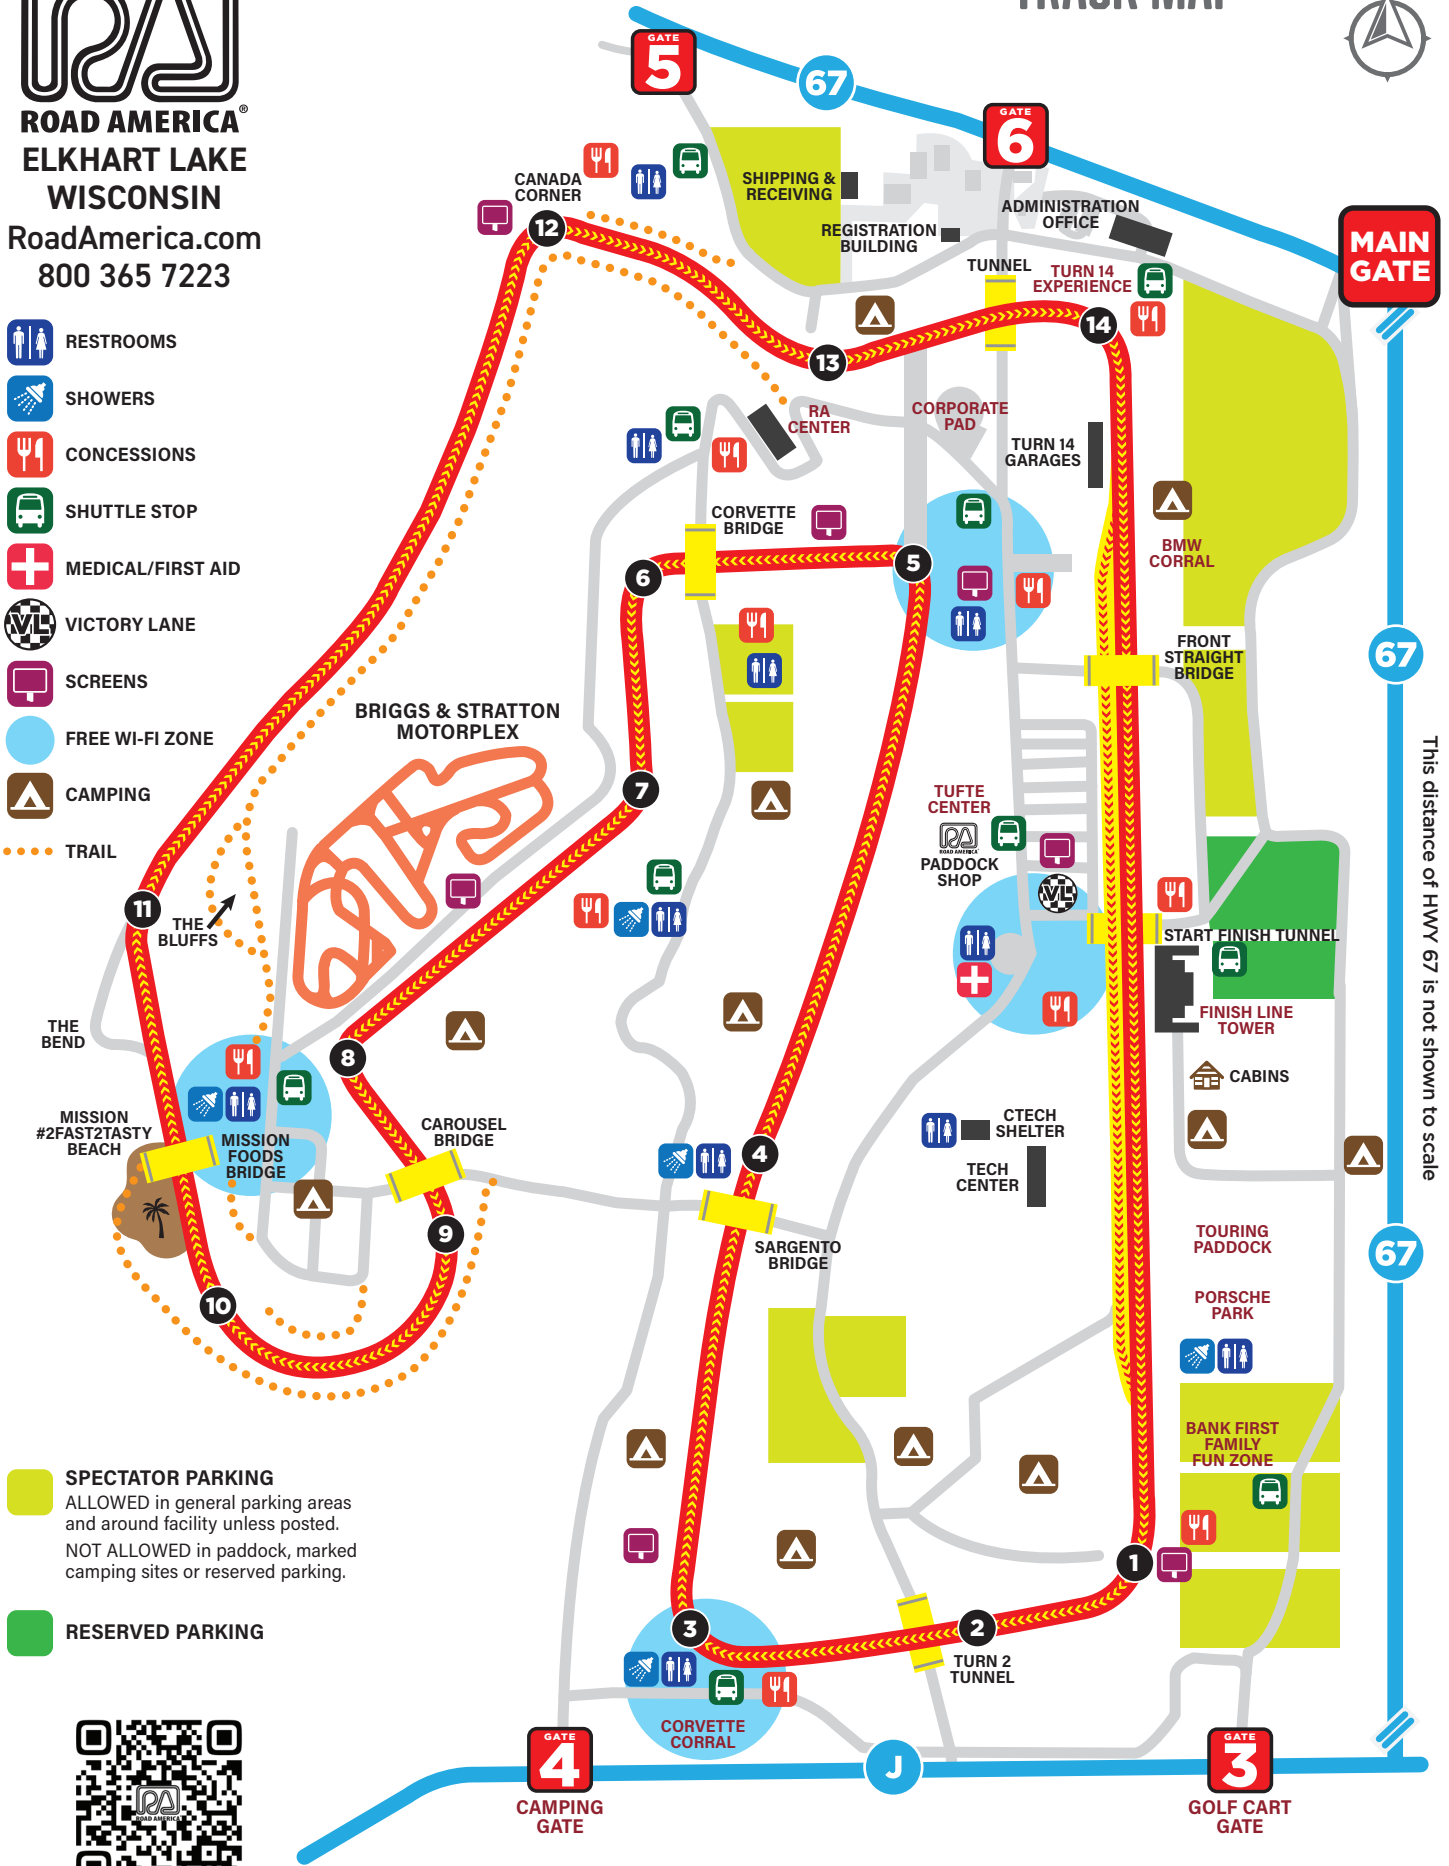 TRACK MAP
ROAD AMERICA®
ELKHART LAKE
WISCONSIN
RoadAmerica.com
800 365 7223
RESTROOMS
SHOWERS
CONCESSIONS
SHUTTLE STOP
MEDICAL/FIRST AID
VL
VICTORY LANE
SCREENS
FREE WI-FI ZONE
CAMPING
TRAIL
GATE
5
67
GATE
6
MAIN
GATE
CANADA
CORNER
12
SHIPPING &
RECEIVING
REGISTRATION
BUILDING
ADMINISTRATION
OFFICE
TUNNEL
TURN 14
EXPERIENCE
14
13
RA
CENTER
CORPORATE
PAD
TURN 14
GARAGES
CORVETTE
BRIDGE
5
6
BMW
CORRAL
FRONT
STRAIGHT
BRIDGE
67
This distance of HWY 67 is not shown to scale
BRIGGS & STRATTON
MOTORPLEX
7
TUFTE
CENTER
ROAD AMERICA
PADDOCK
SHOP
VL
11
THE
BLUFFS
START FINISH TUNNEL
FINISH LINE
TOWER
THE
BEND
8
CABINS
MISSION
#2FAST2TASTY
BEACH
MISSION
FOODS
BRIDGE
CAROUSEL
BRIDGE
CTECH
SHELTER
TECH
CENTER
4
9
SARGENTO
BRIDGE
TOURING
PADDOCK
67
PORSCHE
PARK
10
BANK FIRST
FAMILY
FUN ZONE
SPECTATOR PARKING
ALLOWED in general parking areas
and around facility unless posted.
NOT ALLOWED in paddock, marked
camping sites or reserved parking.
RESERVED PARKING
1
2
3
TURN 2
TUNNEL
CORVETTE
CORRAL
GATE
4
CAMPING
GATE
J
GATE
3
GOLF CART
GATE
ROAD AMERICA